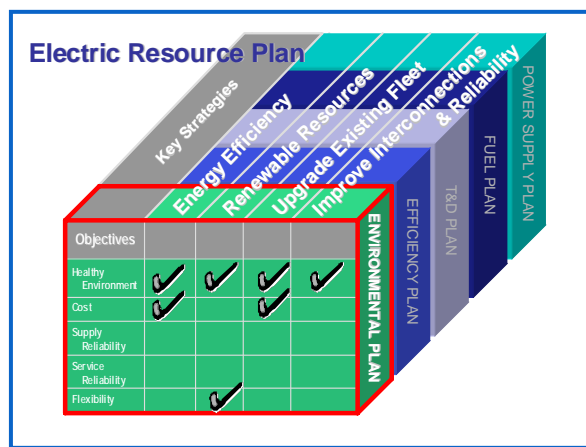 Electric Resource Plan
Key Strategies
Energy Efficiency
Renewable Resources
Upgrade Existing Fleet
Improve Interconnections
& Reliability
Objectives
Healthy
Environment
Cost
Supply
Reliability
Service
Reliability
Flexibility
ENVIRONMENTAL PLAN
EFFICIENCY PLAN
T&D PLAN
FUEL PLAN
POWER SUPPLY PLAN